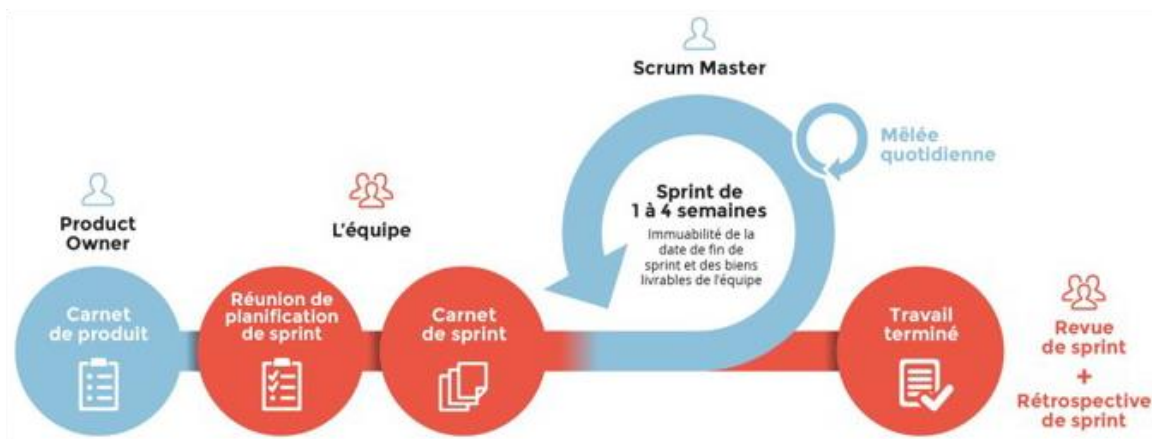 Scrum Master
Mêlée
quotidienne
Product
Owner
L'équipe
Sprint de
1 à 4 semaines
Immuabilité de la
date de fin de
sprint et des biens
livrables de l'équipe
Carnet
de produit
Réunion de
planification
de sprint
Carnet
de sprint
Travail
terminé
Revue
de sprint
+
Rétrospective
de sprint